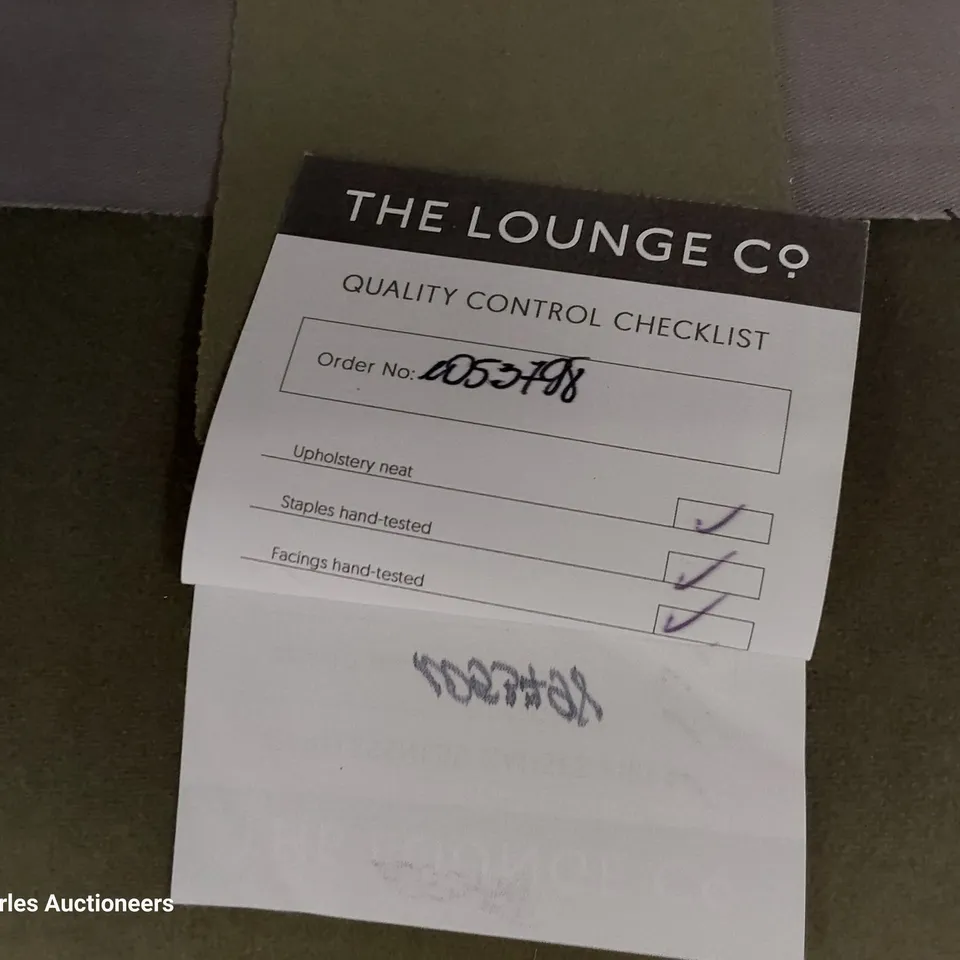 THE LOUNGE Co
QUALITY CONTROL CHECKLIST
Order No: 0053798
Upholstery neat
Staples hand-tested
Facings hand-tested
rles Auctioneers